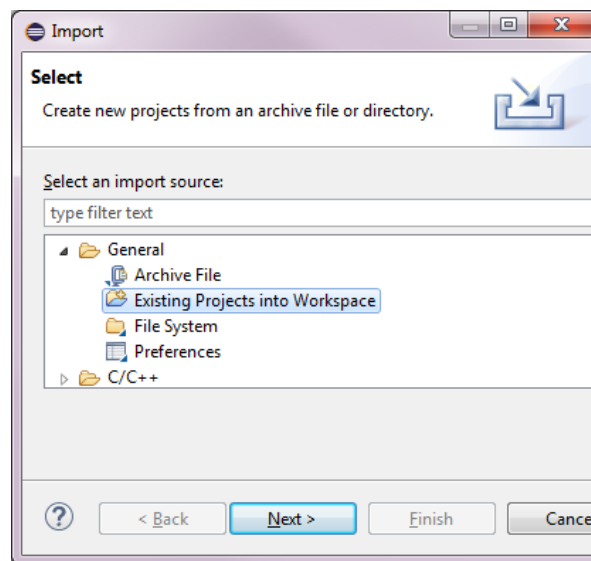 Import
Select
Create new projects from an archive file or directory.
Select an import source:
type filter text
General
Archive File
Existing Projects into Workspace
File System
Preferences
C/C++
? < Back Next > Finish Cance